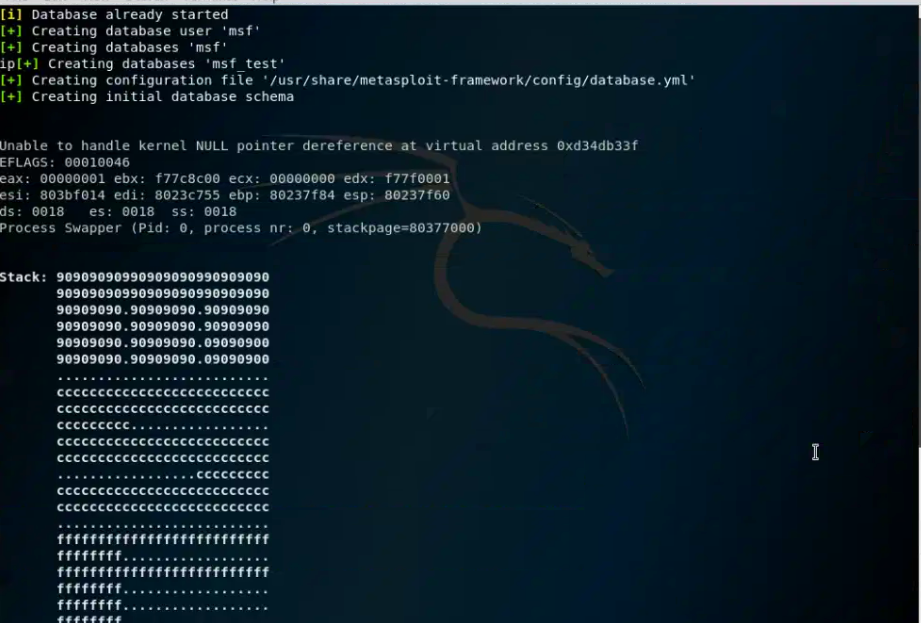 [i] Database already started
[+] Creating database user 'msf'
[+] Creating databases 'msf'
ip[+] Creating databases 'msf_test'
[+] Creating configuration file '/usr/share/metasploit-framework/config/database.yml'
[+] Creating initial database schema
Unable to handle kernel NULL pointer dereference at virtual address 0xd34db33f
EFLAGS: 00010046
eax: 00000001 ebx: f77c8c00 ecx: 00000000 edx: f77f0001
esi: 803bf014 edi: 8023c755 ebp: 80237f84 esp: 80237f60
ds: 0018   es: 0018  ss: 0018
Process Swapper (Pid: 0, process nr: 0, stackpage=80377000)
Stack: 90909090990909090990909090
90909090990909090990909090
90909090.90909090.90909090
90909090.90909090.90909090
90909090.90909090.09090900
90909090.90909090.09090900
..........................
cccccccccccccccccccccccccc
cccccccccccccccccccccccccc
ccccccccc.................
cccccccccccccccccccccccccc
cccccccccccccccccccccccccc
.................ccccccccc
cccccccccccccccccccccccccc
cccccccccccccccccccccccccc
..........................
ffffffffffffffffffffffffff
ffffffff..................
ffffffffffffffffffffffffff
ffffffff..................
ffffffff..................
ffffffff